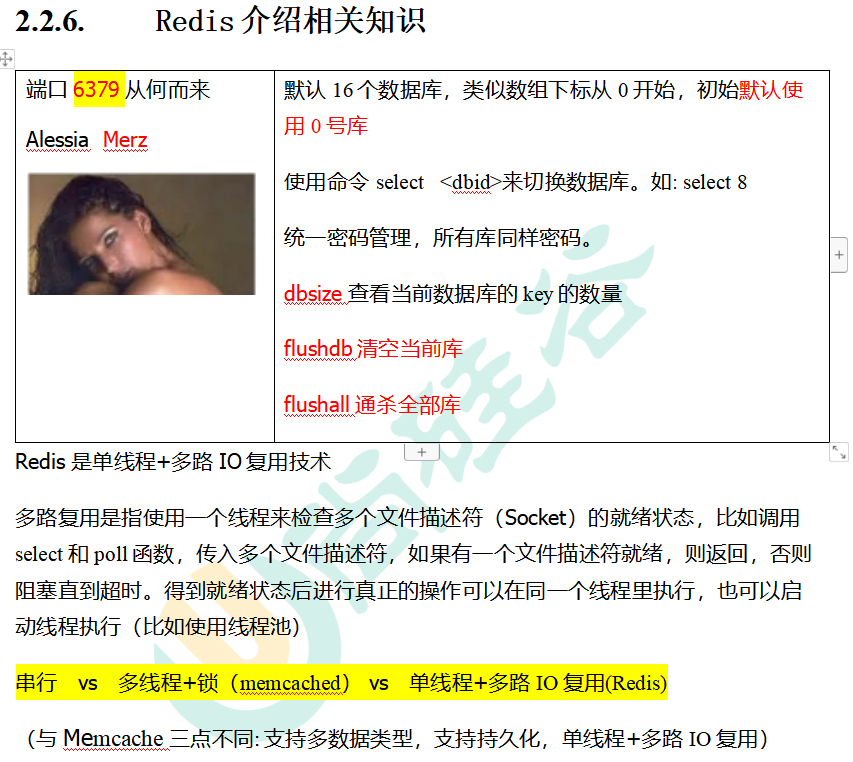 2.2.6. Redis介绍相关知识
端口 6379 从何而来
Alessia Merz
默认 16 个数据库，类似数组下标从 0 开始，初始默认使
用 0 号库
使用命令 select <dbid>来切换数据库。如: select 8
统一密码管理，所有库同样密码。
dbsize 查看当前数据库的 key 的数量
flushdb 清空当前库
flushall 通杀全部库
Redis 是单线程+多路 IO 复用技术
多路复用是指使用一个线程来检查多个文件描述符（Socket）的就绪状态，比如调用
select 和 poll 函数，传入多个文件描述符，如果有一个文件描述符就绪，则返回，否则
阻塞直到超时。得到就绪状态后进行真正的操作可以在同一个线程里执行，也可以启
动线程执行（比如使用线程池）
串行 vs 多线程+锁（memcached） vs 单线程+多路 IO 复用(Redis)
（与 Memcache 三点不同: 支持多数据类型，支持持久化，单线程+多路 IO 复用）
尚硅谷